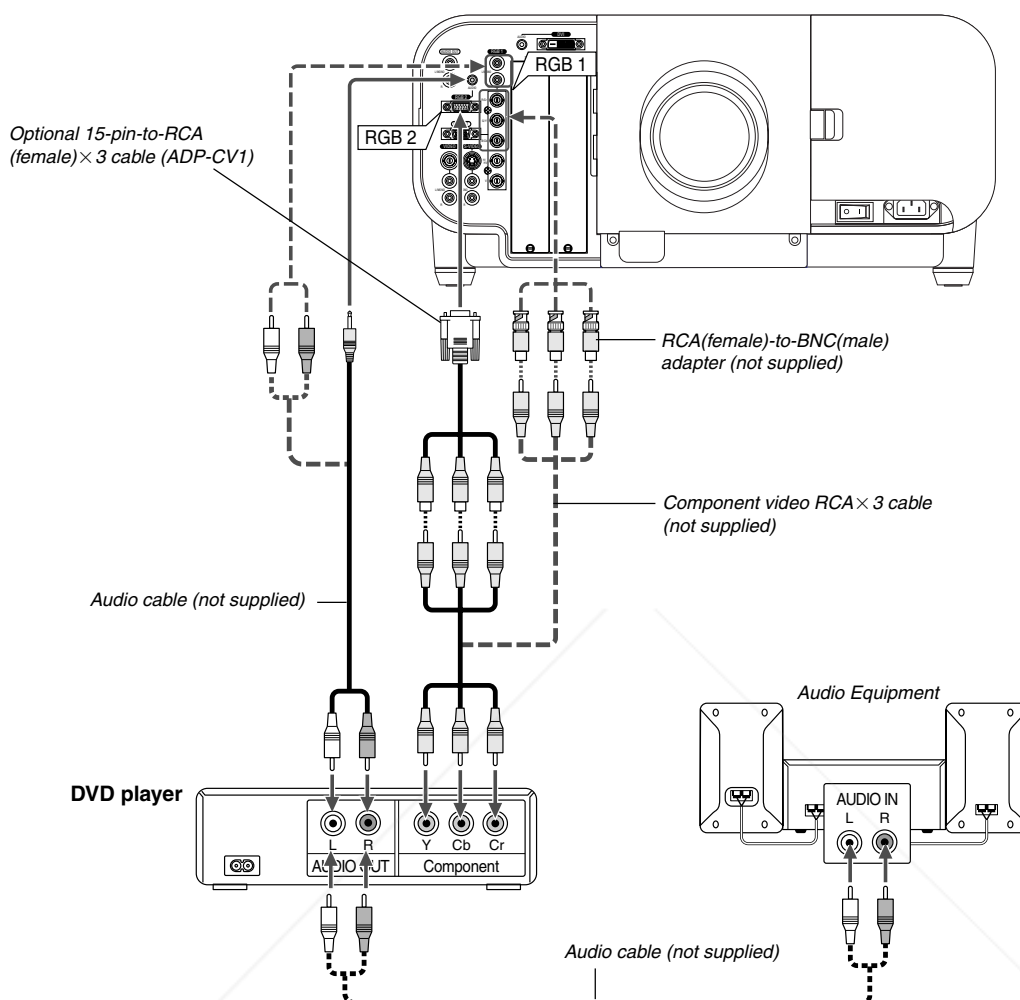 RGB 1
RGB 2
Optional 15-pin-to-RCA
(female)×3 cable (ADP-CV1)
RCA(female)-to-BNC(male)
adapter (not supplied)
Component video RCA×3 cable
(not supplied)
Audio cable (not supplied)
Audio Equipment
DVD player
AUDIO IN
L R
L R
Y Cb Cr
AUDIO OUT
Component
Audio cable (not supplied)